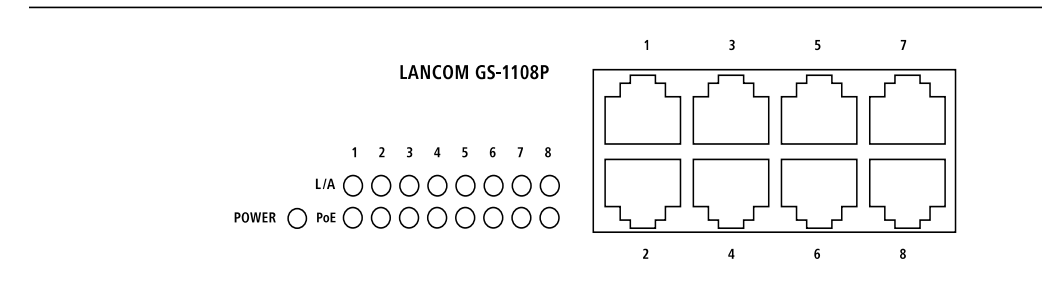 1 3 5 7
LANCOM GS-1108P
1 2 3 4 5 6 7 8
L/A
POWER PoE
2 4 6 8